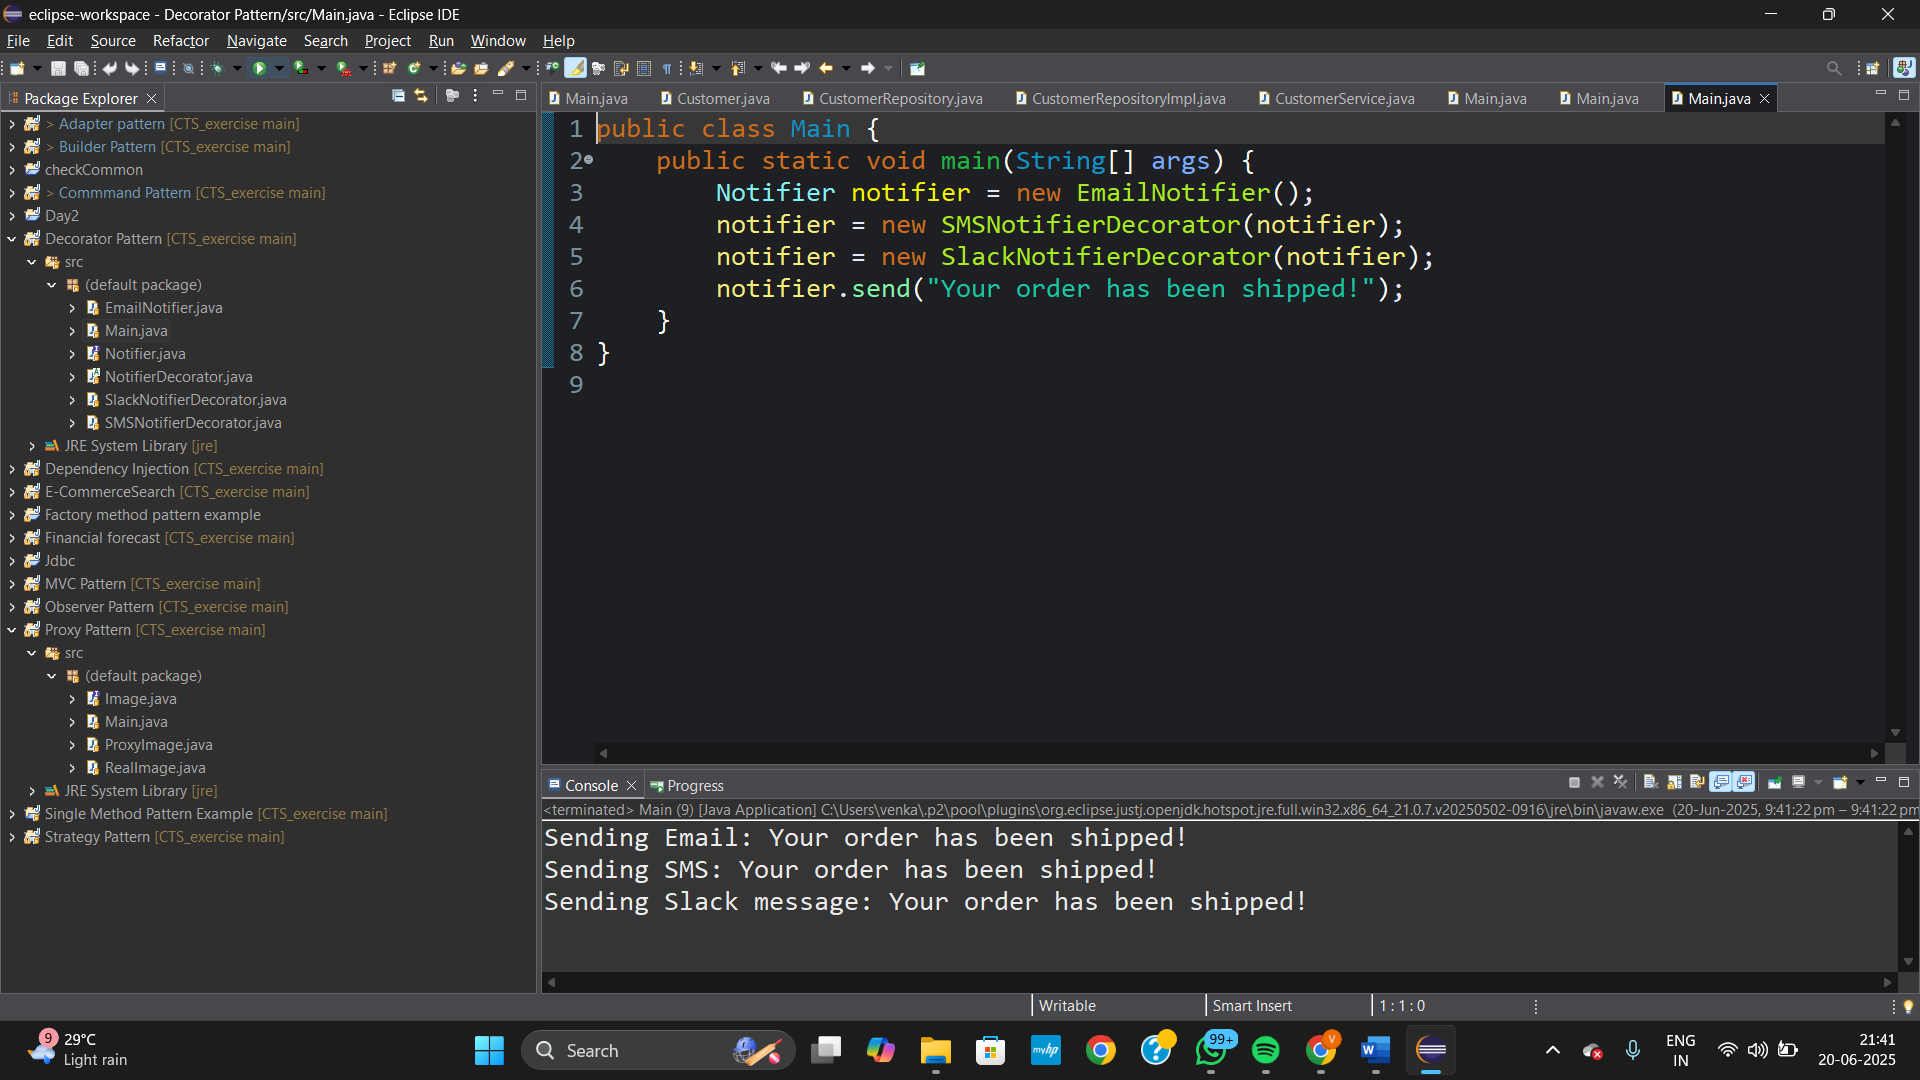 eclipse-workspace - Decorator Pattern/src/Main.java - Eclipse IDE
File Edit Source Refactor Navigate Search Project Run Window Help
Package Explorer
> Adapter pattern [CTS_exercise main]
> Builder Pattern [CTS_exercise main]
checkCommon
> Commmand Pattern [CTS_exercise main]
Day2
Decorator Pattern [CTS_exercise main]
src
(default package)
EmailNotifier.java
Main.java
Notifier.java
NotifierDecorator.java
SlackNotifierDecorator.java
SMSNotifierDecorator.java
JRE System Library [jre]
Dependency Injection [CTS_exercise main]
E-CommerceSearch [CTS_exercise main]
Factory method pattern example
Financial forecast [CTS_exercise main]
Jdbc
MVC Pattern [CTS_exercise main]
Observer Pattern [CTS_exercise main]
Proxy Pattern [CTS_exercise main]
src
(default package)
Image.java
Main.java
ProxyImage.java
RealImage.java
JRE System Library [jre]
Single Method Pattern Example [CTS_exercise main]
Strategy Pattern [CTS_exercise main]
Main.java Customer.java CustomerRepository.java CustomerRepositoryImpl.java CustomerService.java Main.java Main.java Main.java
1 public class Main {
2 public static void main(String[] args) {
3 Notifier notifier = new EmailNotifier();
4 notifier = new SMSNotifierDecorator(notifier);
5 notifier = new SlackNotifierDecorator(notifier);
6 notifier.send("Your order has been shipped!");
7 }
8 }
9
Console Progress
<terminated> Main (9) [Java Application] C:\Users\venka\.p2\pool\plugins\org.eclipse.justj.openjdk.hotspot.jre.full.win32.x86_64_21.0.7.v20250502-0916\jre\bin\javaw.exe (20-Jun-2025, 9:41:22 pm – 9:41:22 pm
Sending Email: Your order has been shipped!
Sending SMS: Your order has been shipped!
Sending Slack message: Your order has been shipped!
Writable Smart Insert 1 : 1 : 0
9 29°C
Light rain
Search
myhp
99+
V
ENG
IN
21:41
20-06-2025